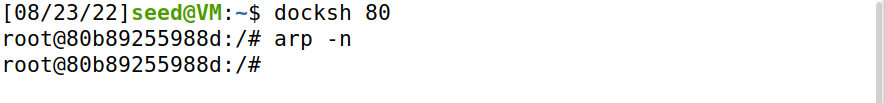 [08/23/22]seed@VM:~$ docksh 80
root@80b89255988d:/# arp -n
root@80b89255988d:/#